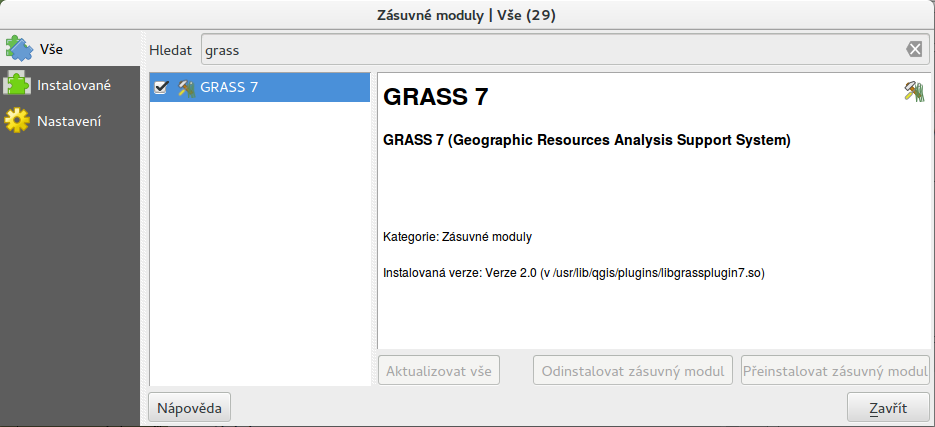 Zásuvné moduly | Vše (29)
Vše
Instalované
Nastavení
Hledat
grass
GRASS 7
GRASS 7
GRASS 7 (Geographic Resources Analysis Support System)
Kategorie: Zásuvné moduly
Instalovaná verze: Verze 2.0 (v /usr/lib/qgis/plugins/libgrassplugin7.so)
Aktualizovat vše
Odinstalovat zásuvný modul
Přeinstalovat zásuvný modul
Nápověda
Zavřít